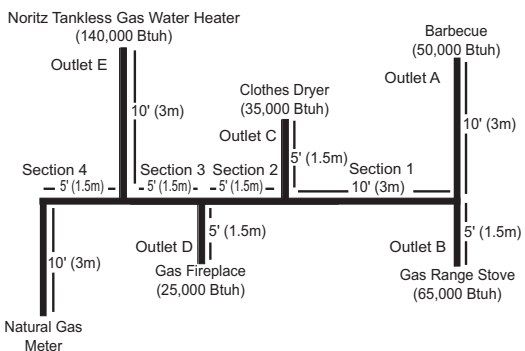 Noritz Tankless Gas Water Heater
(140,000 Btuh)
Outlet E
10' (3m)
Barbecue
(50,000 Btuh)
Outlet A
10' (3m)
Clothes Dryer
(35,000 Btuh)
Outlet C
5' (1.5m)
Section 4
5' (1.5m)
Section 3
5' (1.5m)
Section 2
5' (1.5m)
Section 1
10' (3m)
Outlet D
5' (1.5m)
Gas Fireplace
(25,000 Btuh)
Outlet B
5' (1.5m)
Gas Range Stove
(65,000 Btuh)
10' (3m)
Natural Gas
Meter